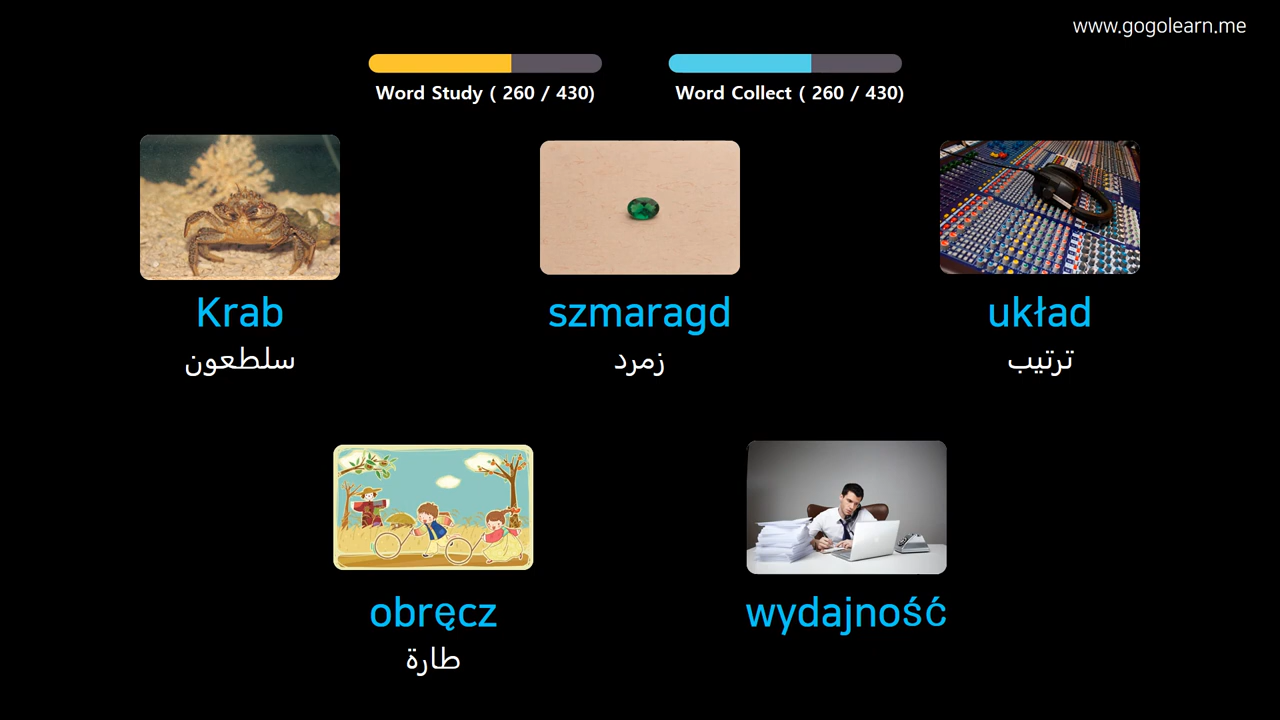 www.gogolearn.me
Word Study ( 260 / 430)
Word Collect ( 260 / 430)
Krab
سلطعون
szmaragd
زمرد
układ
ترتيب
obręcz
طارة
wydajność